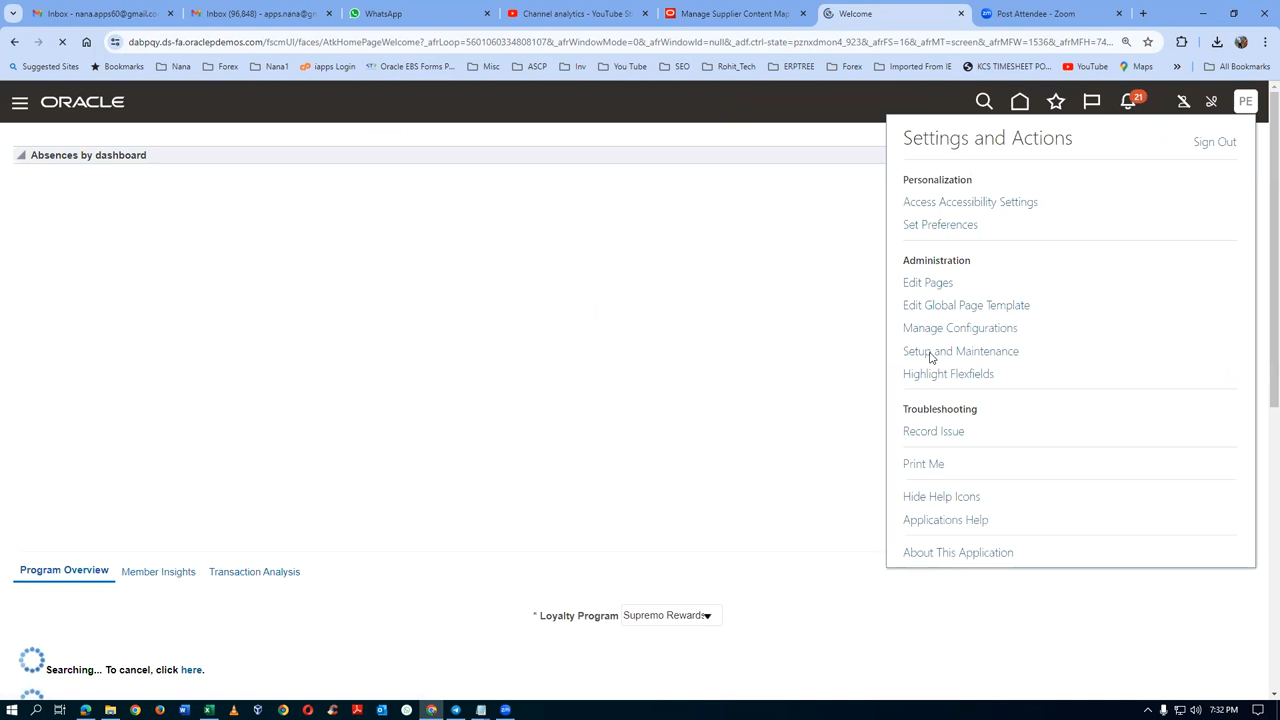 Inbox - nana.apps60@gmail.co
Inbox (96,848) - apps.nana@g
WhatsApp
Channel analytics - YouTube St
Manage Supplier Content Map
Welcome
Post Attendee - Zoom
dabpqy.ds-fa.oraclepdemos.com/fscmUI/faces/AtkHomePageWelcome?_afrLoop=5601060334808107&_afrWindowMode=0&_afrWindowId=null&_adf.ctrl-state=pznxdmon4_923&_afrFS=16&_afrMT=screen&_afrMFW=1536&_afrMFH=74...
Suggested Sites Bookmarks Nana Forex Nana1 iapps Login Oracle EBS Forms P... Misc ASCP Inv You Tube SEO Rohit_Tech ERPTREE Forex Imported From IE KCS TIMESHEET PO... YouTube Maps » All Bookmarks
ORACLE
21
PE
Absences by dashboard
Settings and Actions
Sign Out
Personalization
Access Accessibility Settings
Set Preferences
Administration
Edit Pages
Edit Global Page Template
Manage Configurations
Setup and Maintenance
Highlight Flexfields
Troubleshooting
Record Issue
Print Me
Hide Help Icons
Applications Help
About This Application
Program Overview Member Insights Transaction Analysis
* Loyalty Program Supremo Rewards
Searching... To cancel, click here.
7:32 PM